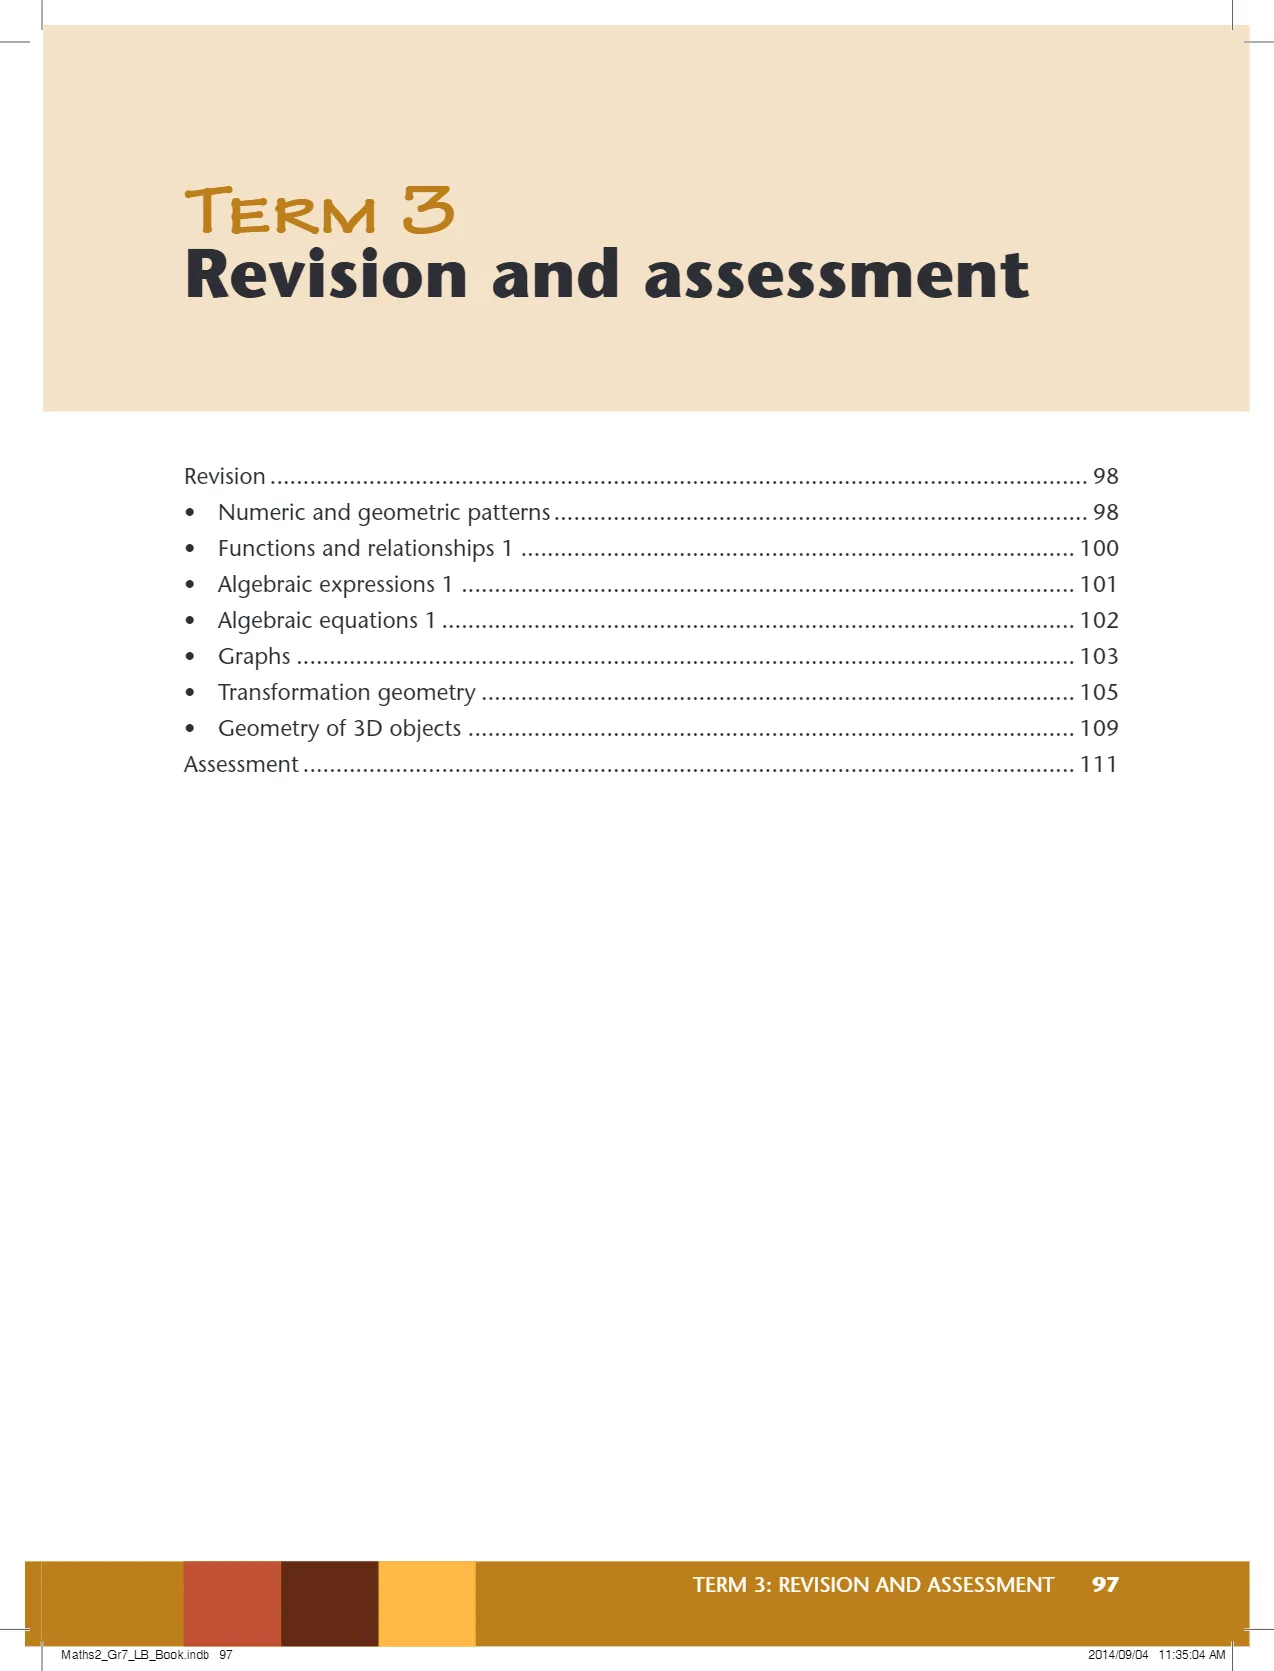 Term 3
Revision and assessment
Revision ........................................................................................................................... 98
• Numeric and geometric patterns ................................................................................ 98
• Functions and relationships 1 ................................................................................... 100
• Algebraic expressions 1 ............................................................................................ 101
• Algebraic equations 1 ............................................................................................... 102
• Graphs ..................................................................................................................... 103
• Transformation geometry ......................................................................................... 105
• Geometry of 3D objects ........................................................................................... 109
Assessment .................................................................................................................... 111
TERM 3: REVISION AND ASSESSMENT 97
Maths2_Gr7_LB_Book.indb 97 2014/09/04 11:35:04 AM